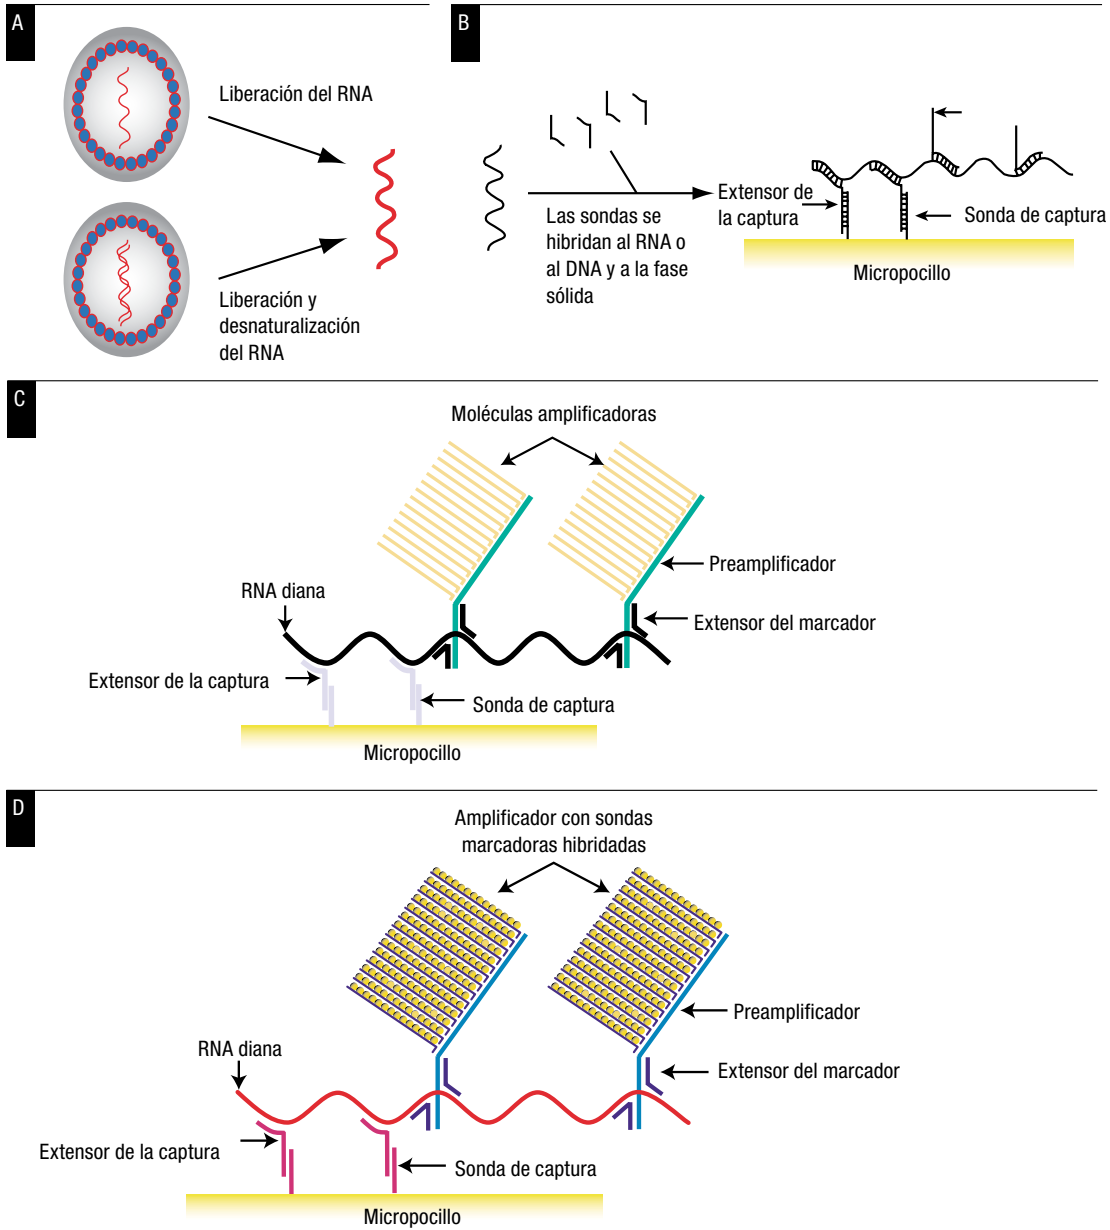 A
Liberación del RNA
Liberación y
desnaturalización
del RNA
B
Las sondas se
hibridan al RNA o
al DNA y a la fase
sólida
Extensor de
la captura
Sonda de captura
Micropocillo
C
Moléculas amplificadoras
Preamplificador
RNA diana
Extensor del marcador
Extensor de la captura
Sonda de captura
Micropocillo
D
Amplificador con sondas
marcadoras hibridadas
Preamplificador
RNA diana
Extensor del marcador
Extensor de la captura
Sonda de captura
Micropocillo